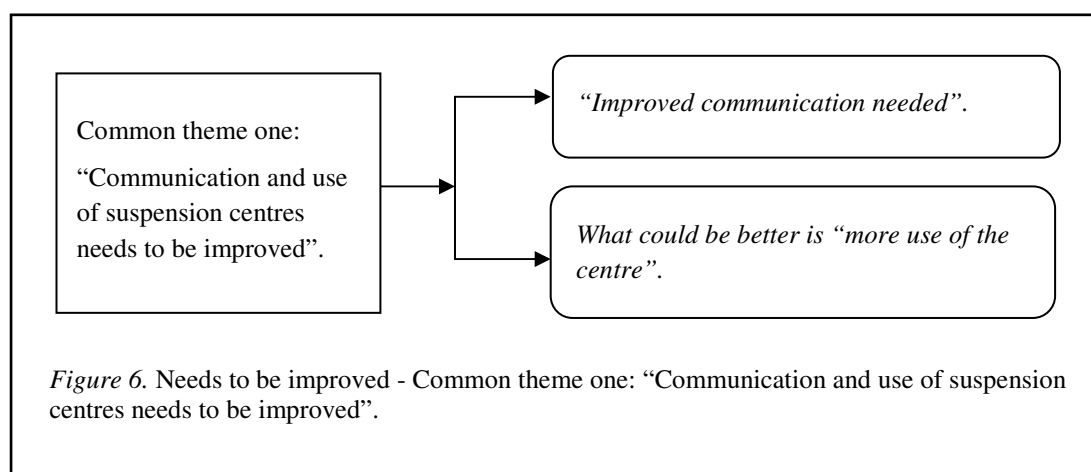 Common theme one:
“Communication and use
of suspension centres
needs to be improved”.
“Improved communication needed”.
What could be better is “more use of the
centre”.
Figure 6. Needs to be improved - Common theme one: “Communication and use of suspension
centres needs to be improved”.